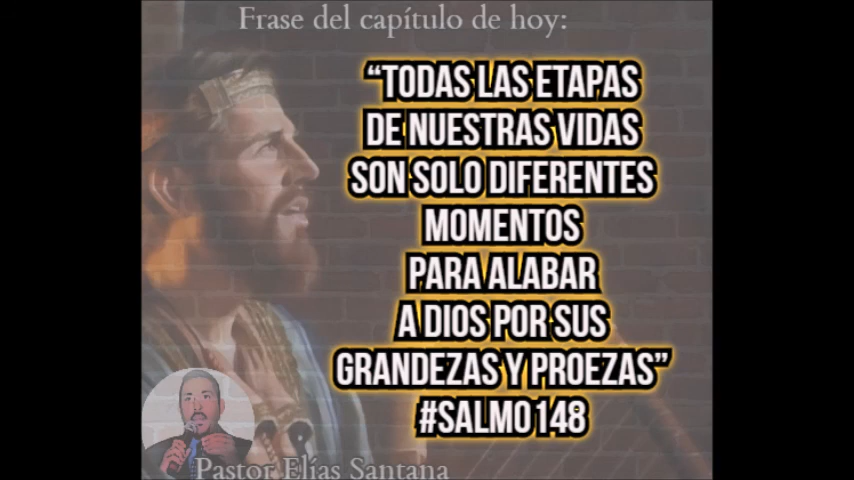 Frase del capítulo de hoy:
“TODAS LAS ETAPAS
DE NUESTRAS VIDAS
SON SOLO DIFERENTES
MOMENTOS
PARA ALABAR
A DIOS POR SUS
GRANDEZAS Y PROEZAS”
#SALMO148
Pastor Elías Santana